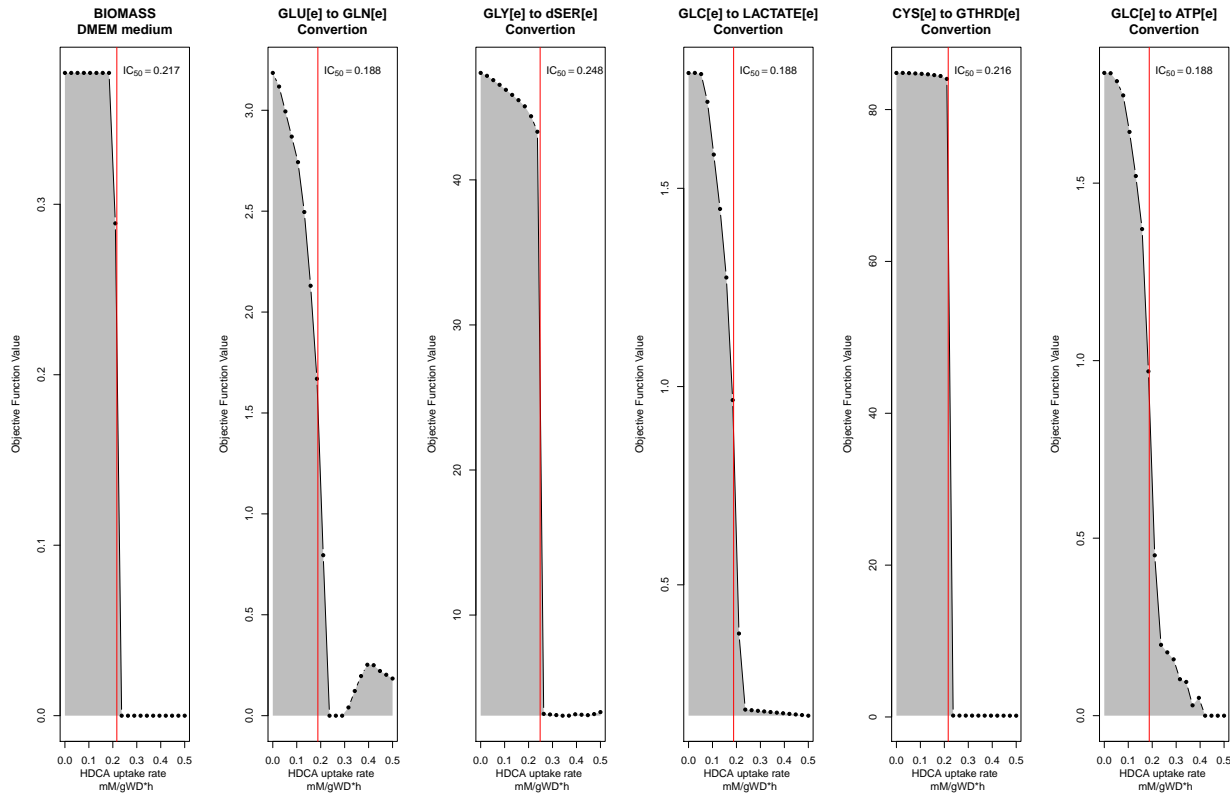 BIOMASS
DMEM medium
IC50 = 0.217
Objective Function Value
0.3
0.2
0.1
0.0
0.0 0.1 0.2 0.3 0.4 0.5
HDCA uptake rate
mM/gWD*h
GLU[e] to GLN[e]
Convertion
IC50 = 0.188
Objective Function Value
3.0
2.5
2.0
1.5
1.0
0.5
0.0
0.0 0.1 0.2 0.3 0.4 0.5
HDCA uptake rate
mM/gWD*h
GLY[e] to dSER[e]
Convertion
IC50 = 0.248
Objective Function Value
40
30
20
10
0.0 0.1 0.2 0.3 0.4 0.5
HDCA uptake rate
mM/gWD*h
GLC[e] to LACTATE[e]
Convertion
IC50 = 0.188
Objective Function Value
1.5
1.0
0.5
0.0 0.1 0.2 0.3 0.4 0.5
HDCA uptake rate
mM/gWD*h
CYS[e] to GTHRD[e]
Convertion
IC50 = 0.216
Objective Function Value
80
60
40
20
0
0.0 0.1 0.2 0.3 0.4 0.5
HDCA uptake rate
mM/gWD*h
GLC[e] to ATP[e]
Convertion
IC50 = 0.188
Objective Function Value
1.5
1.0
0.5
0.0
0.0 0.1 0.2 0.3 0.4 0.5
HDCA uptake rate
mM/gWD*h